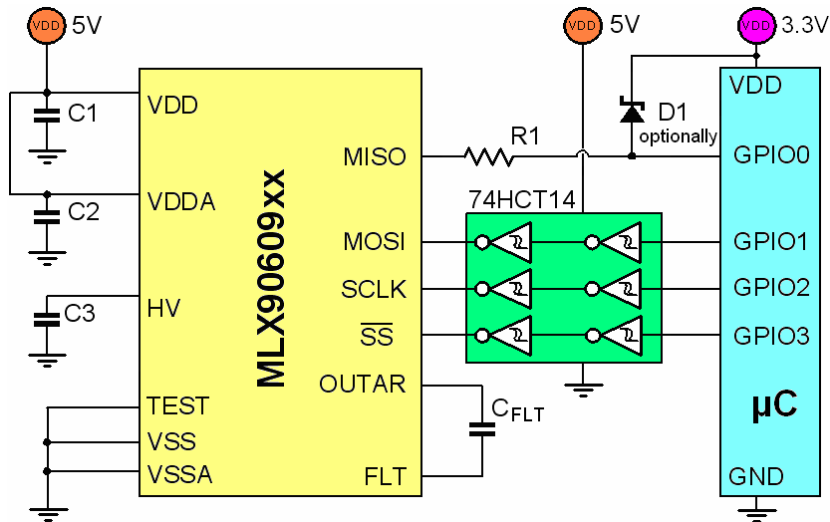 VDD 5V
VDD 5V
VDD 3.3V
C1
C2
C3
VDD
VDDA
HV
TEST
VSS
VSSA
MLX90609xx
MISO
MOSI
SCLK
SS
OUTAR
FLT
R1
D1
optionally
74HCT14
CFLT
VDD
GPIO0
GPIO1
GPIO2
GPIO3
µC
GND